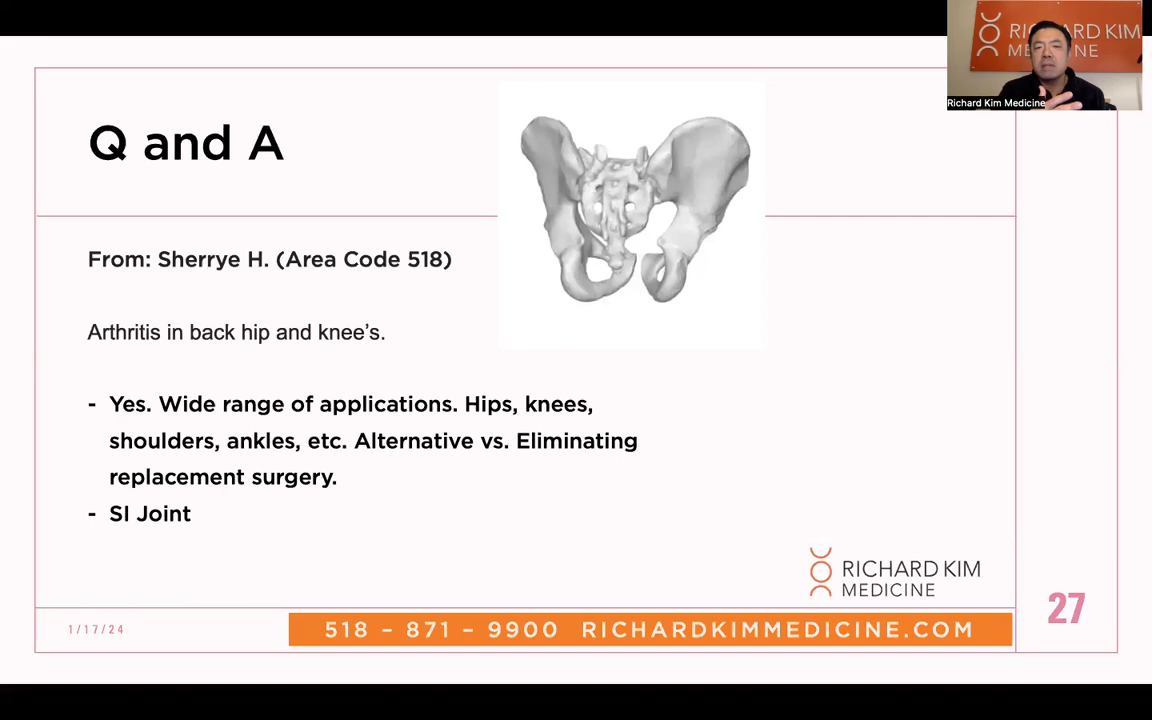 RICHARD KIM
MEDICINE
Richard Kim Medicine
Q and A
From: Sherrye H. (Area Code 518)
Arthritis in back hip and knee's.
- Yes. Wide range of applications. Hips, knees,
shoulders, ankles, etc. Alternative vs. Eliminating
replacement surgery.
- SI Joint
RICHARD KIM
MEDICINE
27
1/17/24
518 – 871 – 9900 RICHARDKIMMEDICINE.COM